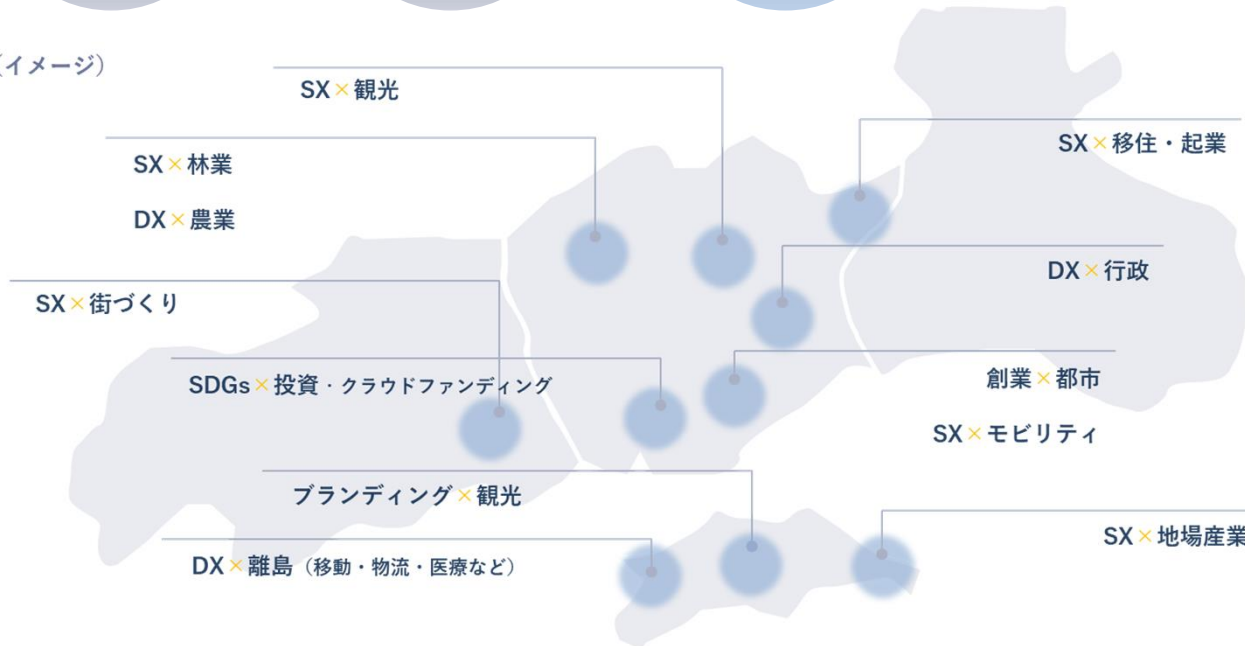 (イメージ)
SX×観光
SX×移住・起業
SX×林業
DX×農業
DX×行政
SX×街づくり
SDGs×投資・クラウドファンディング
創業×都市
SX×モビリティ
ブランディング×観光
SX×地場産業
DX×離島（移動・物流・医療など）